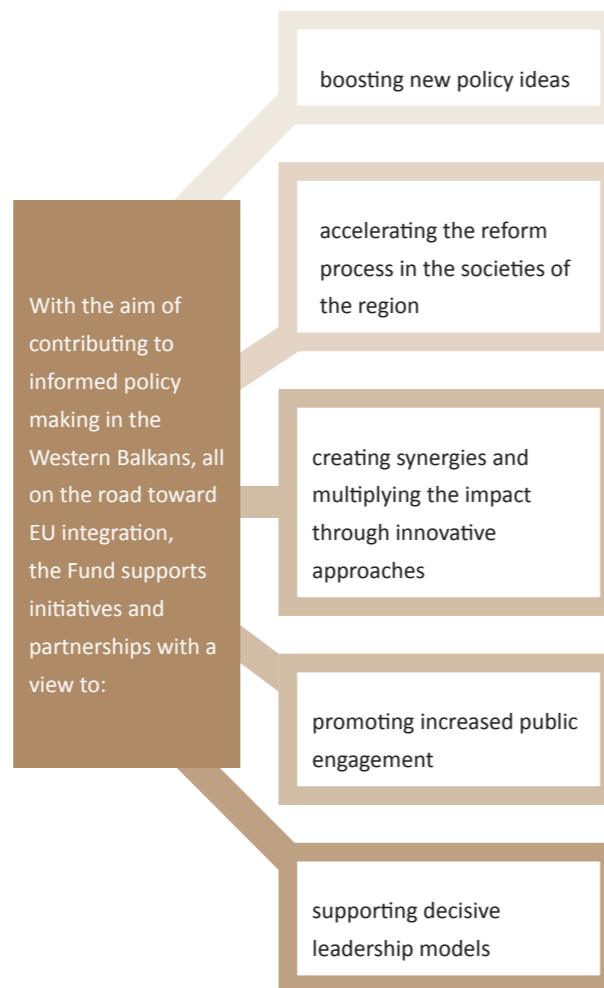 With the aim of
contributing to
informed policy
making in the
Western Balkans, all
on the road toward
EU integration,
the Fund supports
initiatives and
partnerships with a
view to:
boosting new policy ideas
accelerating the reform
process in the societies of
the region
creating synergies and
multiplying the impact
through innovative
approaches
promoting increased public
engagement
supporting decisive
leadership models